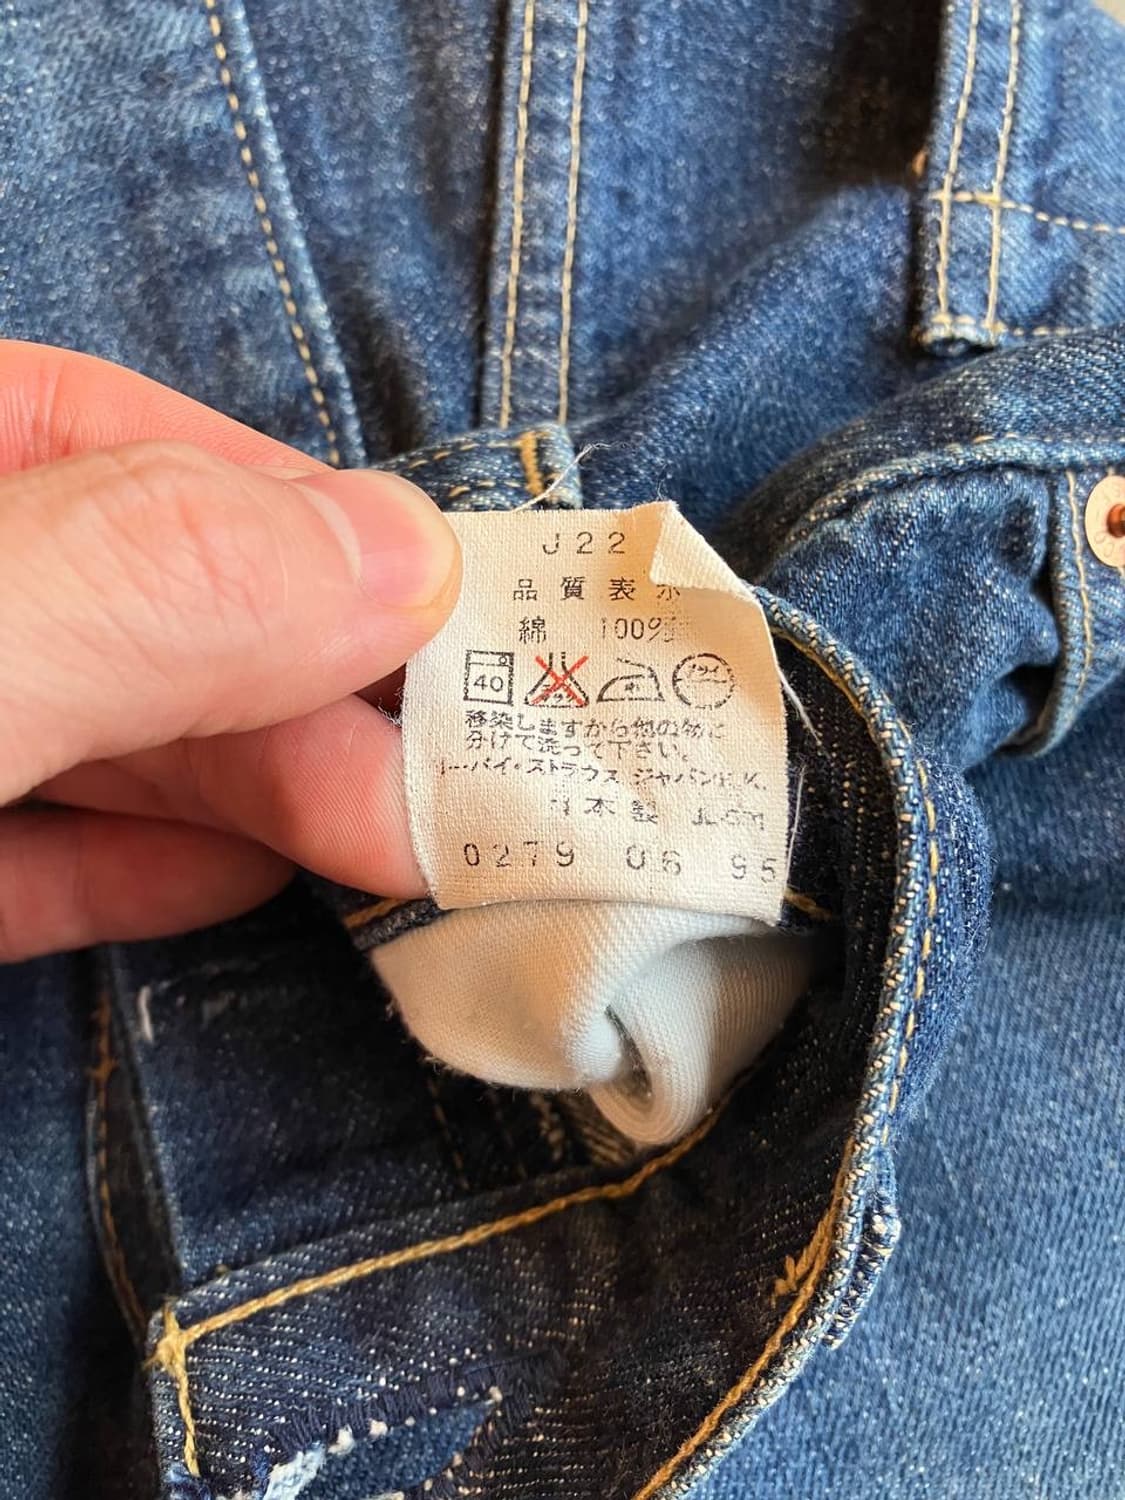 J22
品質表示
綿 100%
40
移染しますから他の物に
分けて洗って下さい。
リーバイ・ストラウス ジャパンK.K.
日本製
0279 06 95